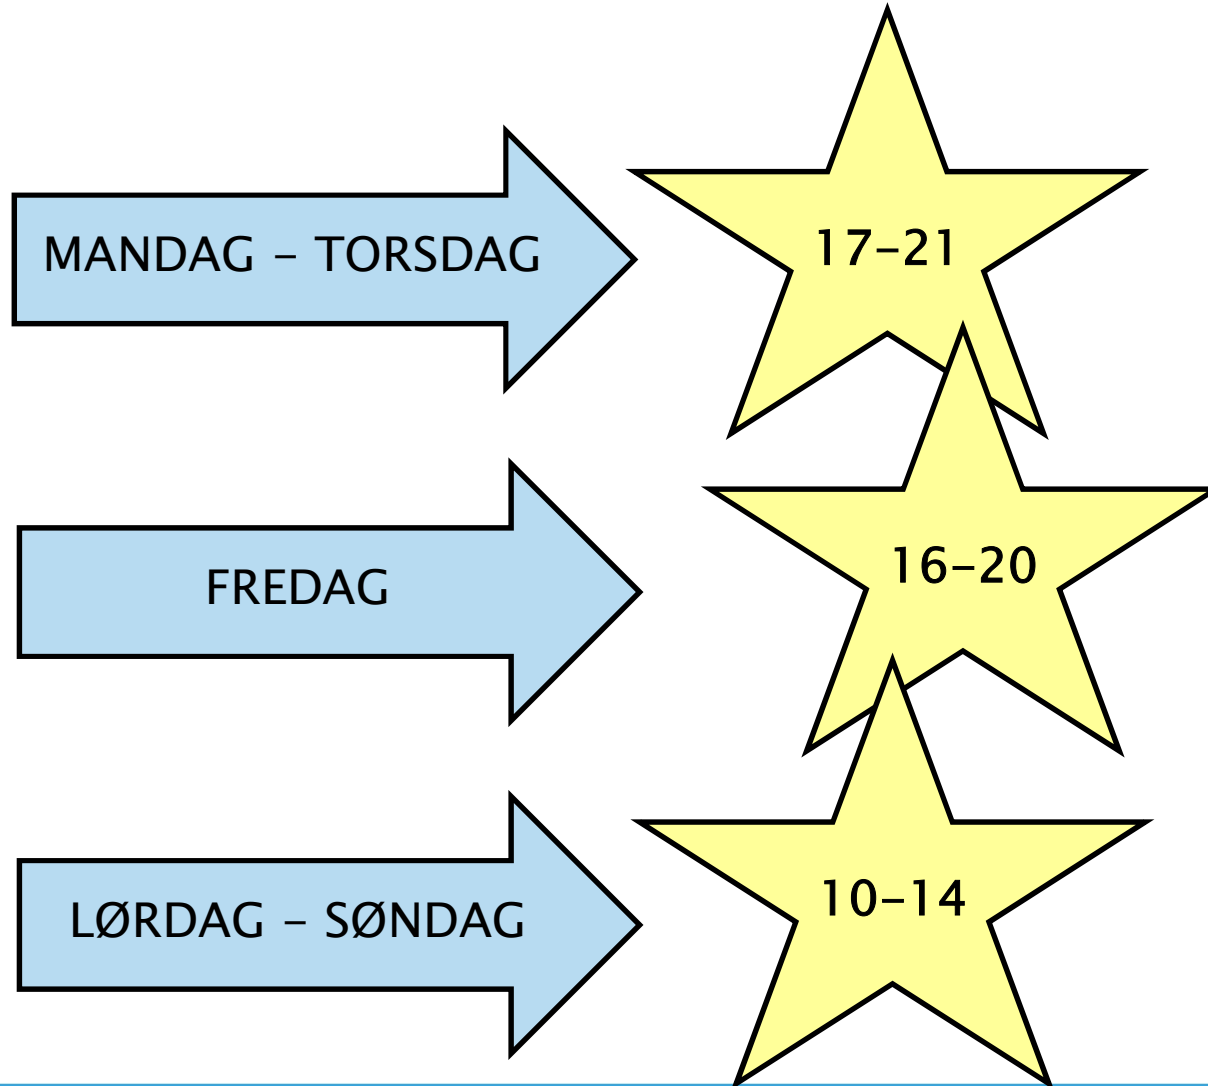 MANDAG – TORSDAG
17–21
FREDAG
16–20
LØRDAG – SØNDAG
10–14